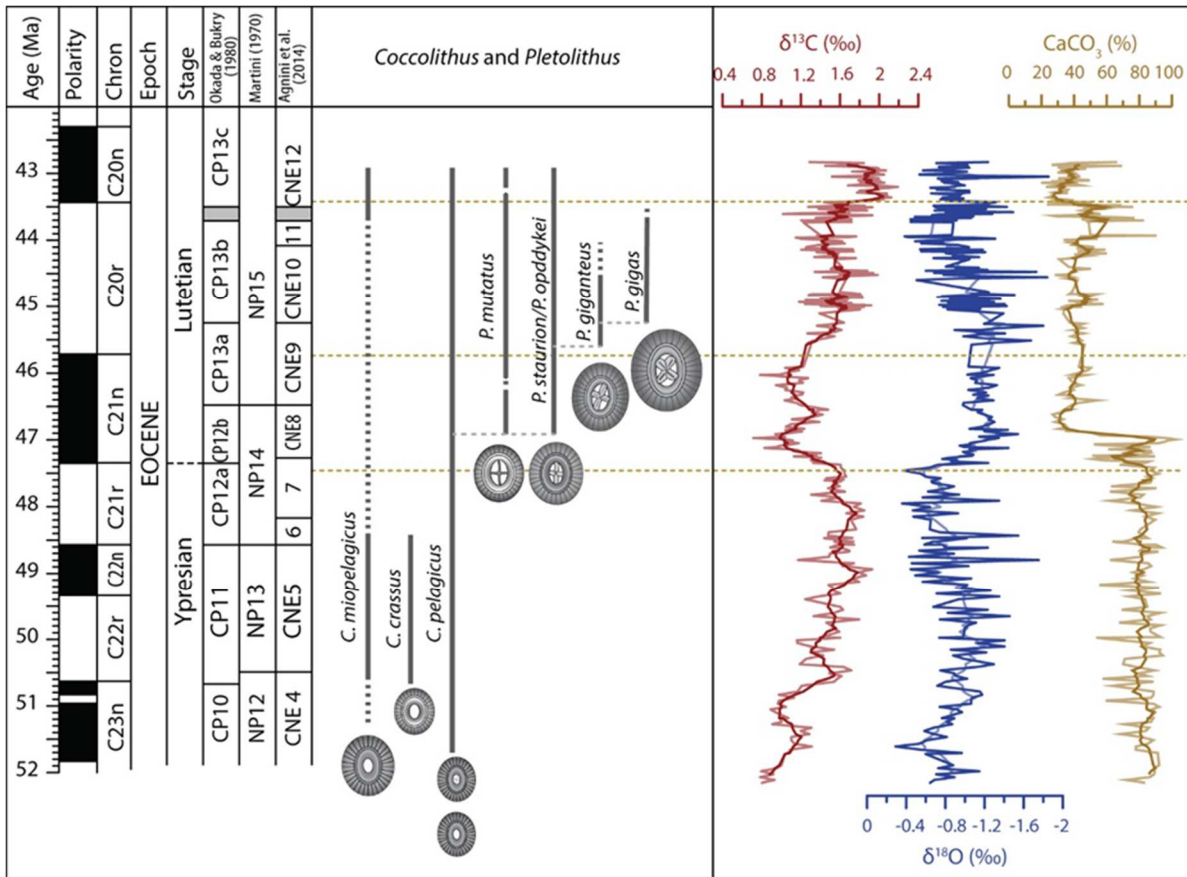 Age (Ma)
Polarity
Chron
Epoch
Stage
Okada & Bukry
(1980)
Martini (1970)
Agnini et al.
(2014)
Coccolithus and Pletolithus
δ13C (‰)
0.4 1.2 2
0.8 1.6 2.4
CaCO3 (%)
0 20 40 60 80 100
43
44
45
46
47
48
49
50
51
52
C20n
C20r
C21n
C21r
C22n
C22r
C23n
EOCENE
Lutetian
Ypresian
CP13c
CP13b
CP13a
CP12b
CP12a
CP11
CP10
NP15
NP14
NP13
NP12
CNE12
11
CNE10
CNE9
CNE8
7
6
CNE5
CNE 4
C. miopelagicus
C. crassus
C. pelagicus
P. mutatus
P. staurion/P. opddykei
P. giganteus
P. gigas
0 -0.4 -0.8 -1.2 -1.6 -2
δ18O (‰)